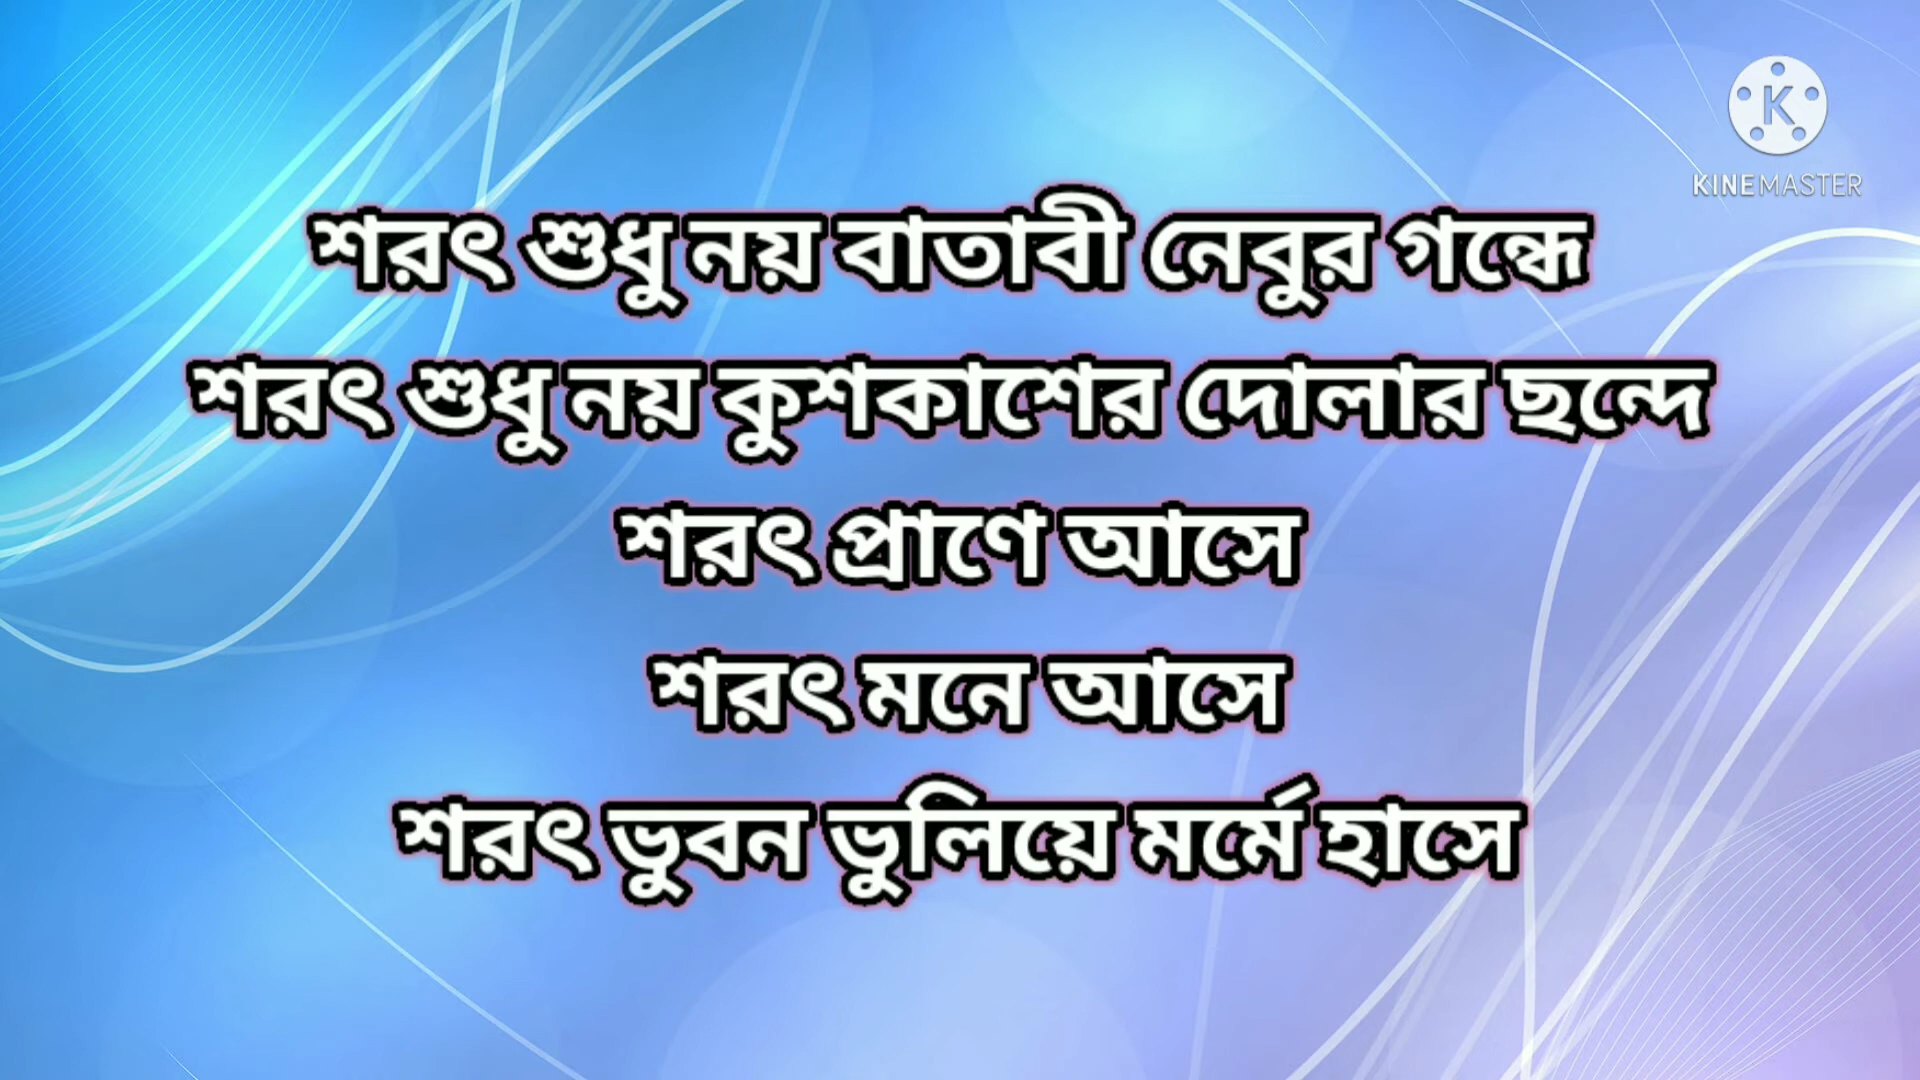 K
KINEMASTER
শরৎ শুধু নয় বাতাবী নেবুর গন্ধে
শরৎ শুধু নয় কুশকাশের দোলার ছন্দে
শরৎ প্রাণে আসে
শরৎ মনে আসে
শরৎ ভুবন ভুলিয়ে মর্মে হাসে